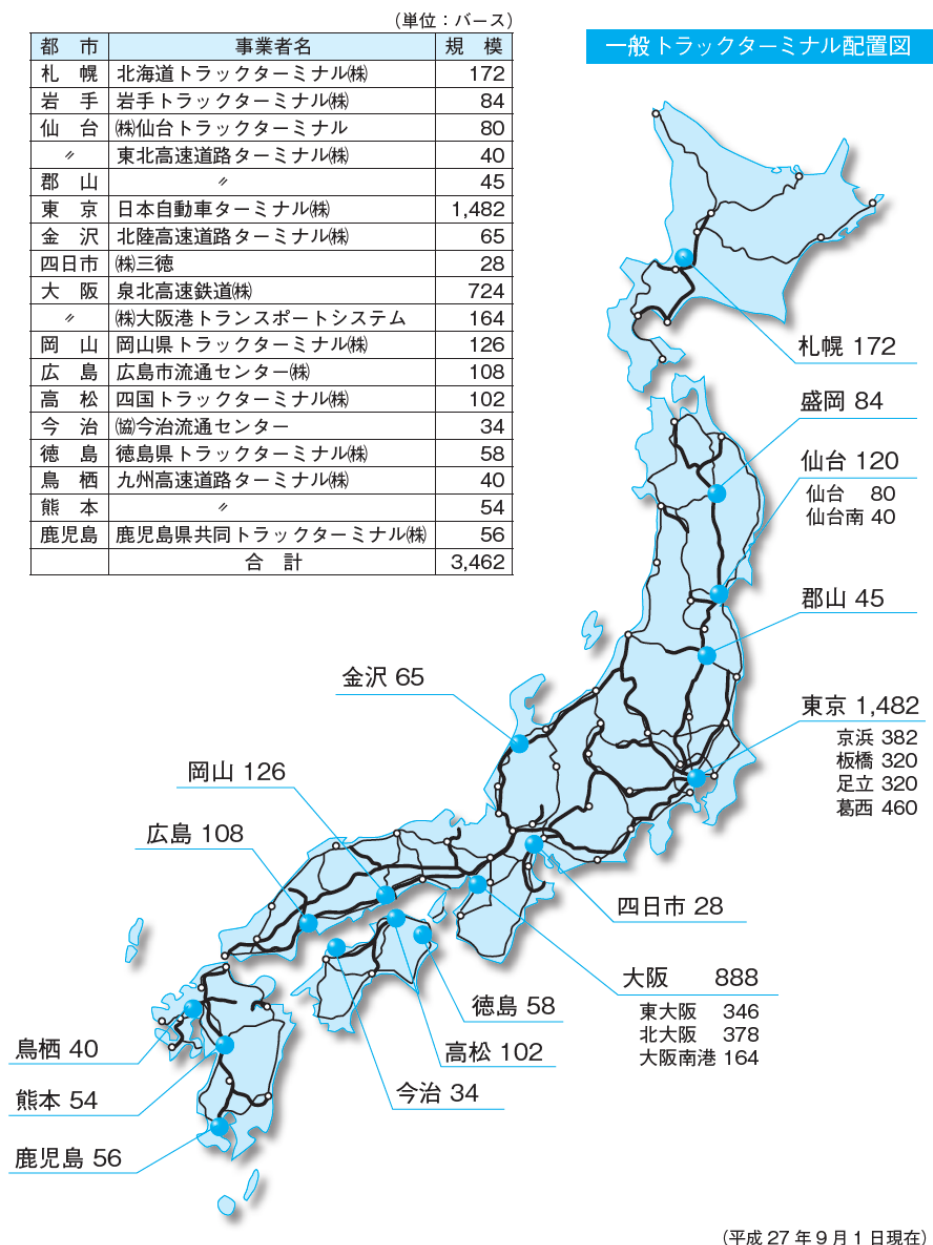 (単位：バース)
都 市 事業者名 規 模
札 幌 北海道トラックターミナル㈱ 172
岩 手 岩手トラックターミナル㈱ 84
仙 台 ㈱仙台トラックターミナル 80
〃 東北高速道路ターミナル㈱ 40
郡 山 〃 45
東 京 日本自動車ターミナル㈱ 1,482
金 沢 北陸高速道路ターミナル㈱ 65
四日市 ㈱三徳 28
大 阪 泉北高速鉄道㈱ 724
〃 ㈱大阪港トランスポートシステム 164
岡 山 岡山県トラックターミナル㈱ 126
広 島 広島市流通センター㈱ 108
高 松 四国トラックターミナル㈱ 102
今 治 ㈿今治流通センター 34
徳 島 徳島県トラックターミナル㈱ 58
鳥 栖 九州高速道路ターミナル㈱ 40
熊 本 〃 54
鹿児島 鹿児島県共同トラックターミナル㈱ 56
合 計 3,462
一般トラックターミナル配置図
札幌 172
盛岡 84
仙台 120
仙台 80
仙台南 40
郡山 45
東京 1,482
京浜 382
板橋 320
足立 320
葛西 460
金沢 65
岡山 126
広島 108
四日市 28
大阪 888
東大阪 346
北大阪 378
大阪南港 164
徳島 58
高松 102
今治 34
鳥栖 40
熊本 54
鹿児島 56
(平成 27 年 9 月 1 日現在)